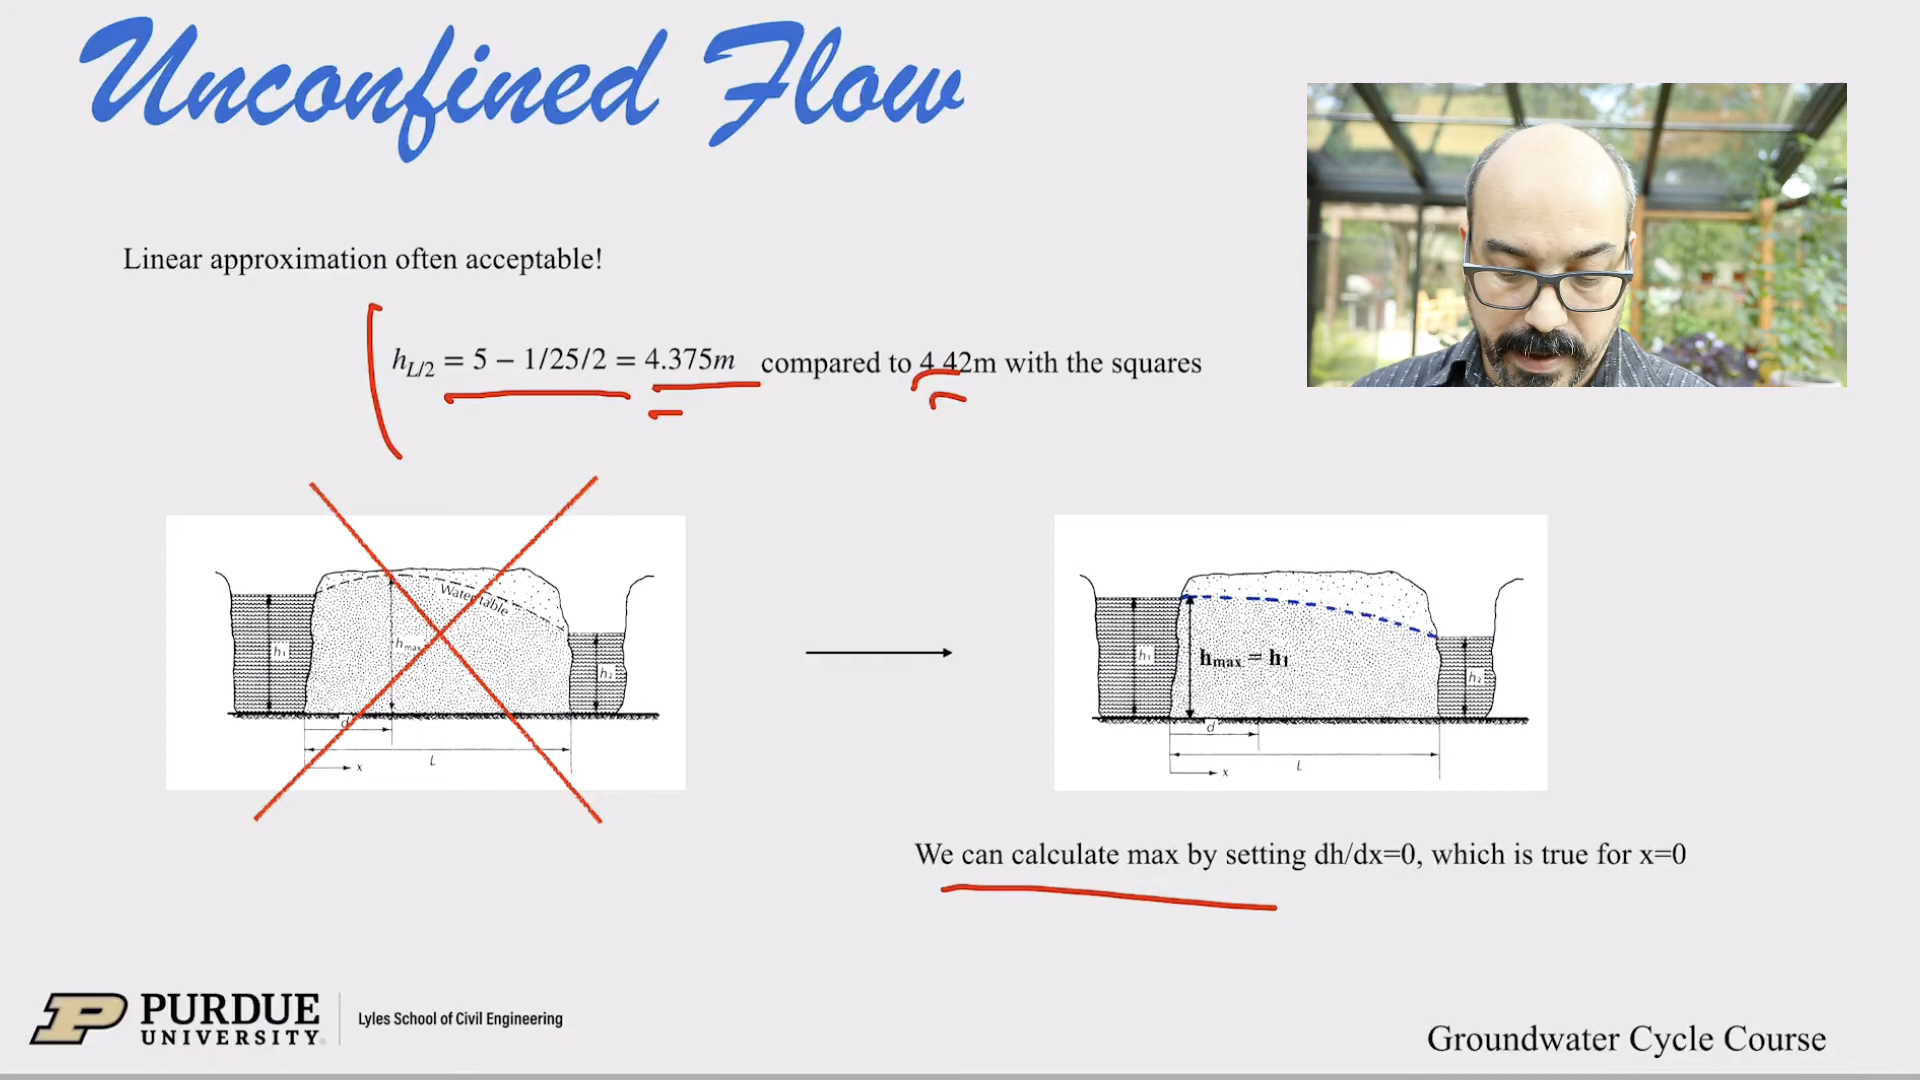 Unconfined Flow
Linear approximation often acceptable!
h_{L/2} = 5 − 1/25/2 = 4.375m compared to 4.42m with the squares
Water table
h₁
h_max
h₂
d
L
x
h₁
h_max = h₁
h₂
d
L
x
We can calculate max by setting dh/dx=0, which is true for x=0
PURDUE
UNIVERSITY®
Lyles School of Civil Engineering
Groundwater Cycle Course